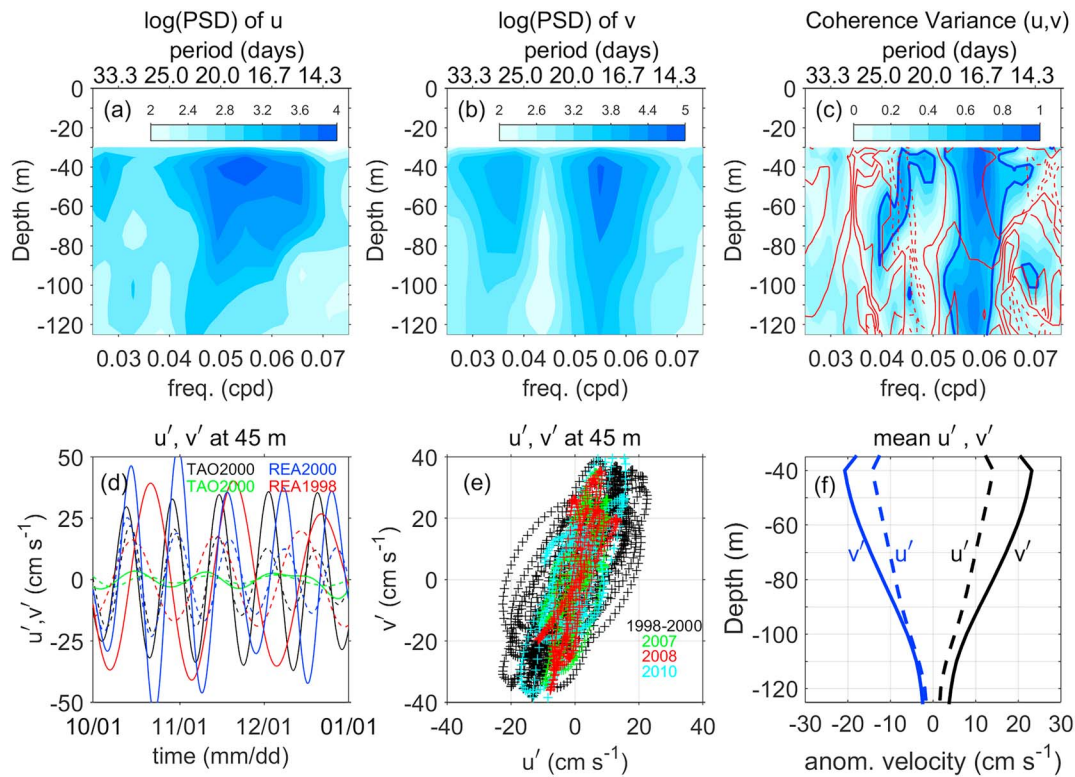 log(PSD) of u
period (days)
33.3 25.0 20.0 16.7 14.3
(a)
2 2.6 3.2 3.6 4
0
-30
-40
-60
-80
-100
-120
Depth (m)
0.03 0.04 0.05 0.06 0.07
freq. (cpd)
log(PSD) of v
period (days)
33.3 25.0 20.0 16.7 14.3
(b)
2 2.6 3.2 3.8 4.4 5
0
-30
-40
-60
-80
-100
-120
Depth (m)
0.03 0.04 0.05 0.06 0.07
freq. (cpd)
Coherence Variance (u,v)
period (days)
33.3 25.0 20.0 16.7 14.3
(c)
0 0.2 0.4 0.6 0.8 1
0
-30
-40
-60
-80
-100
-120
Depth (m)
0.03 0.04 0.05 0.06 0.07
freq. (cpd)
u′, v′ at 45 m
(d)
TAO2000 REA2000
TAO2000 REA1998
50
25
0
-25
-50
u′,v′ (cm s⁻¹)
10/01 11/01 12/01 01/01
time (mm/dd)
u′, v′ at 45 m
(e)
40
20
0
-20
-40
v′ (cm s⁻¹)
1998-2000
2007
2008
2010
-40 -20 0 20 40
u′ (cm s⁻¹)
mean u′ , v′
(f)
-40
-60
-80
-100
-120
Depth (m)
v′ u′ u′ v′
-30 -20 -10 0 10 20 30
anom. velocity (cm s⁻¹)